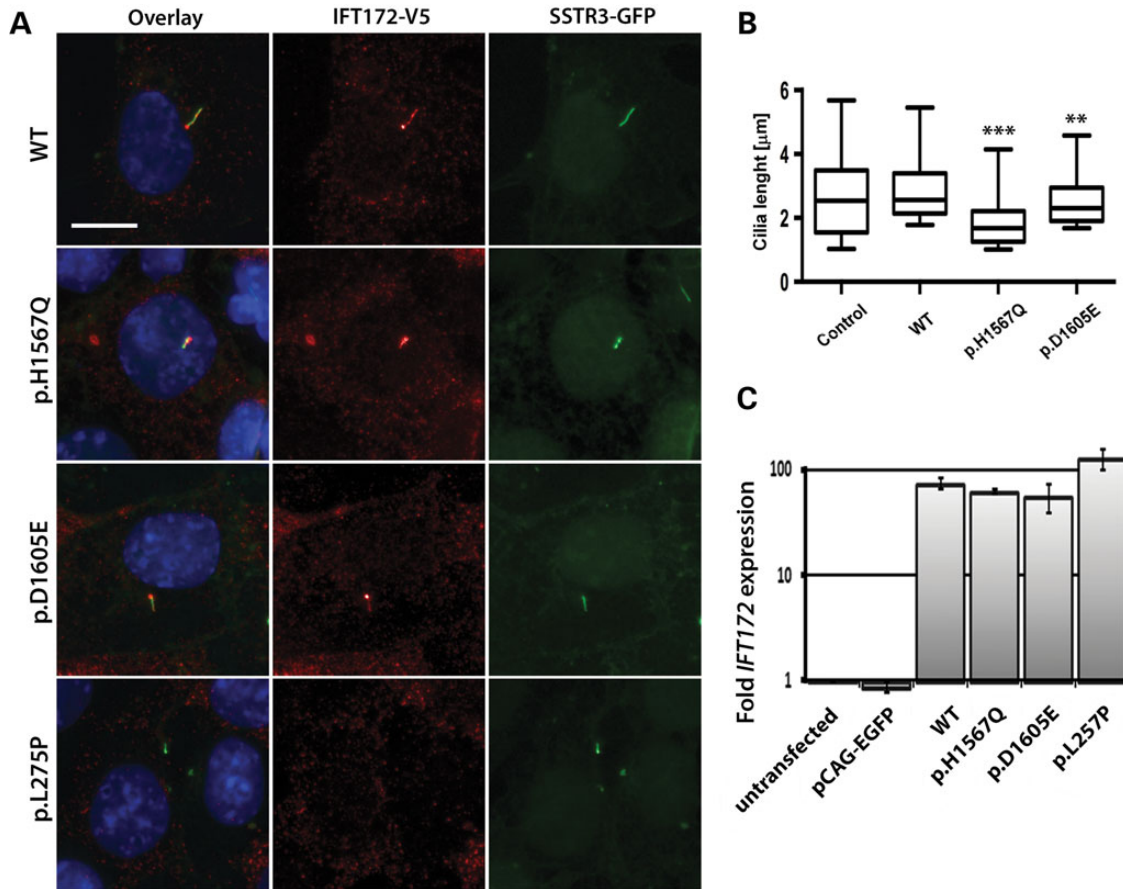 A
Overlay
IFT172-V5
SSTR3-GFP
WT
p.H1567Q
p.D1605E
p.L275P
B
Cilia lenght [µm]
6
4
2
0
***
**
Control
WT
p.H1567Q
p.D1605E
C
Fold IFT172 expression
100
10
1
untransfected
pCAG-EGFP
WT
p.H1567Q
p.D1605E
p.L257P